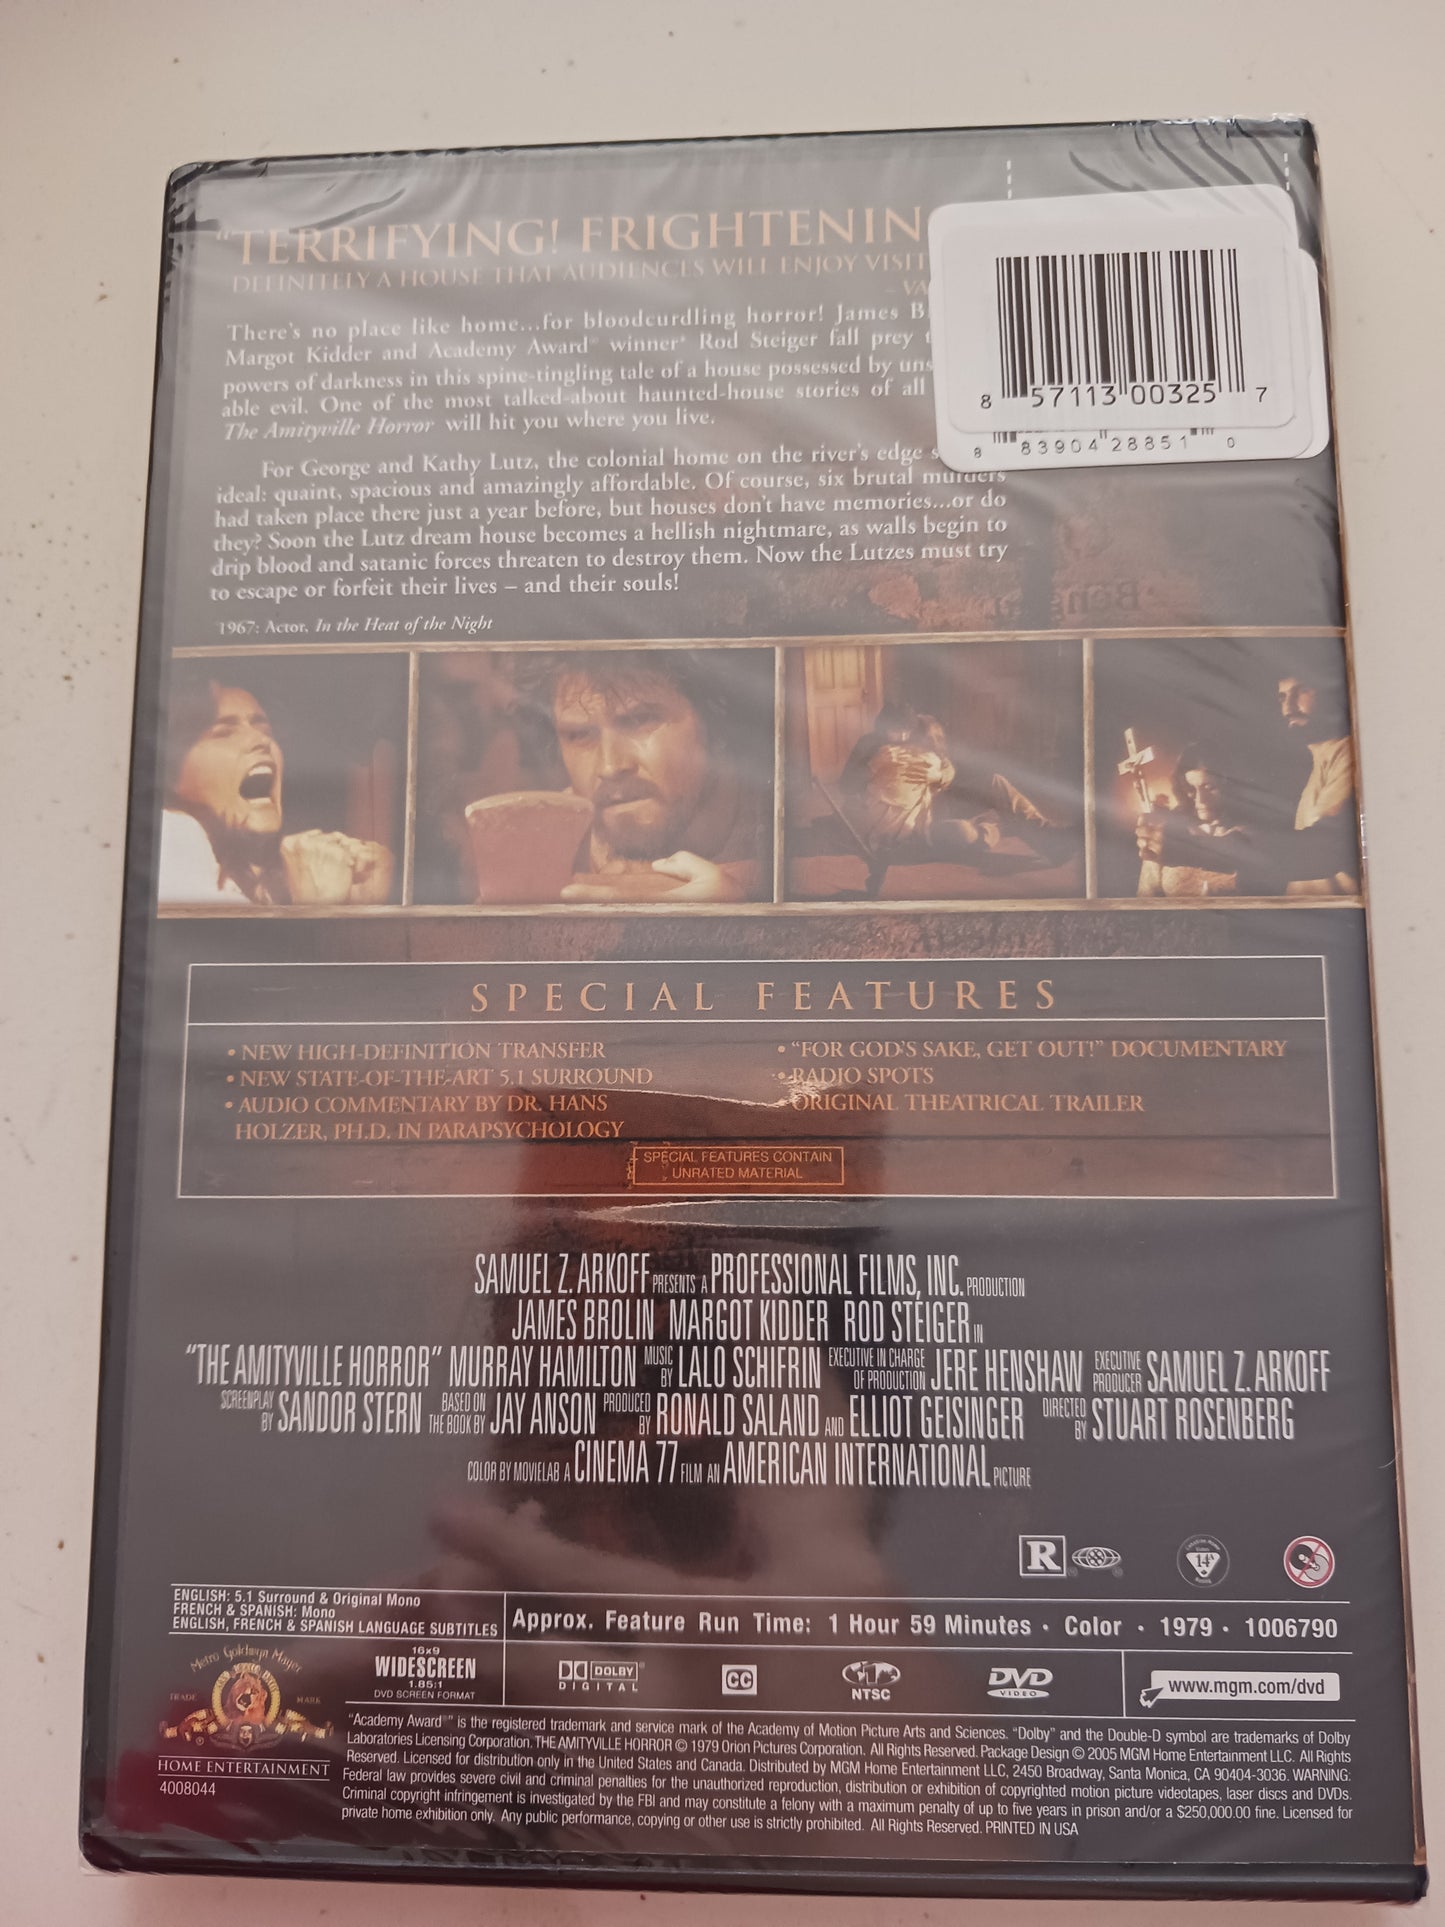 "TERRIFYING! FRIGHTENIN
DEFINITELY A HOUSE THAT AUDIENCES WILL ENJOY VISIT
– VA
There's no place like home...for bloodcurdling horror! James B
Margot Kidder and Academy Award® winner* Rod Steiger fall prey t
powers of darkness in this spine-tingling tale of a house possessed by uns
able evil. One of the most talked-about haunted-house stories of all
The Amityville Horror will hit you where you live.
For George and Kathy Lutz, the colonial home on the river's edge s
ideal: quaint, spacious and amazingly affordable. Of course, six brutal murders
had taken place there just a year before, but houses don't have memories...or do
they? Soon the Lutz dream house becomes a hellish nightmare, as walls begin to
drip blood and satanic forces threaten to destroy them. Now the Lutzes must try
to escape or forfeit their lives – and their souls!
*1967: Actor, In the Heat of the Night
8 57113 00325 7
8 83904 28851 0
SPECIAL FEATURES
• NEW HIGH-DEFINITION TRANSFER
• NEW STATE-OF-THE-ART 5.1 SURROUND
• AUDIO COMMENTARY BY DR. HANS
HOLZER, PH.D. IN PARAPSYCHOLOGY
• "FOR GOD'S SAKE, GET OUT!" DOCUMENTARY
• RADIO SPOTS
• ORIGINAL THEATRICAL TRAILER
SPECIAL FEATURES CONTAIN
UNRATED MATERIAL
SAMUEL Z. ARKOFF PRESENTS A PROFESSIONAL FILMS, INC. PRODUCTION
JAMES BROLIN MARGOT KIDDER ROD STEIGER IN
"THE AMITYVILLE HORROR" MURRAY HAMILTON MUSIC BY LALO SCHIFRIN EXECUTIVE IN CHARGE OF PRODUCTION JERE HENSHAW EXECUTIVE PRODUCER SAMUEL Z. ARKOFF
SCREENPLAY BY SANDOR STERN BASED ON THE BOOK BY JAY ANSON PRODUCED BY RONALD SALAND AND ELLIOT GEISINGER DIRECTED BY STUART ROSENBERG
COLOR BY MOVIELAB A CINEMA 77 FILM AN AMERICAN INTERNATIONAL PICTURE
R ®
14A
ENGLISH: 5.1 Surround & Original Mono
FRENCH & SPANISH: Mono
ENGLISH, FRENCH & SPANISH LANGUAGE SUBTITLES
Approx. Feature Run Time: 1 Hour 59 Minutes • Color • 1979 • 1006790
Metro Goldwyn Mayer
TRADE MARK
HOME ENTERTAINMENT
4008044
16x9
WIDESCREEN
1.85:1
DVD SCREEN FORMAT
DOLBY
DIGITAL
CC
NTSC
DVD
VIDEO
www.mgm.com/dvd
"Academy Award®" is the registered trademark and service mark of the Academy of Motion Picture Arts and Sciences. "Dolby" and the Double-D symbol are trademarks of Dolby
Laboratories Licensing Corporation. THE AMITYVILLE HORROR © 1979 Orion Pictures Corporation. All Rights Reserved. Package Design © 2005 MGM Home Entertainment LLC. All Rights
Reserved. Licensed for distribution only in the United States and Canada. Distributed by MGM Home Entertainment LLC, 2450 Broadway, Santa Monica, CA 90404-3036. WARNING:
Federal law provides severe civil and criminal penalties for the unauthorized reproduction, distribution or exhibition of copyrighted motion picture videotapes, laser discs and DVDs.
Criminal copyright infringement is investigated by the FBI and may constitute a felony with a maximum penalty of up to five years in prison and/or a $250,000.00 fine. Licensed for
private home exhibition only. Any public performance, copying or other use is strictly prohibited. All Rights Reserved. PRINTED IN USA